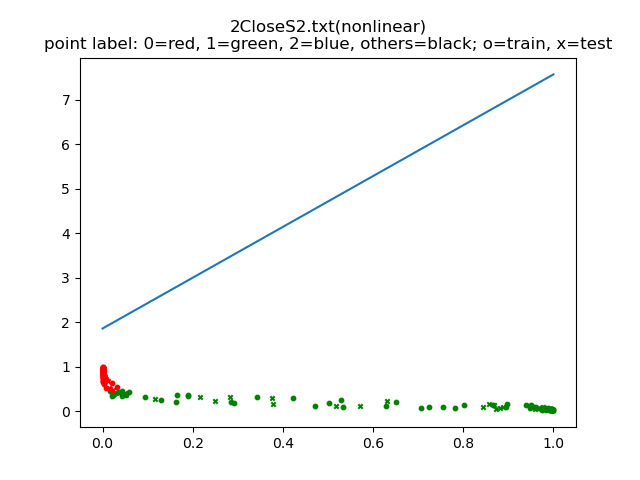 2CloseS2.txt(nonlinear)
point label: 0=red, 1=green, 2=blue, others=black; o=train, x=test
7
6
5
4
3
2
1
0
0.0 0.2 0.4 0.6 0.8 1.0